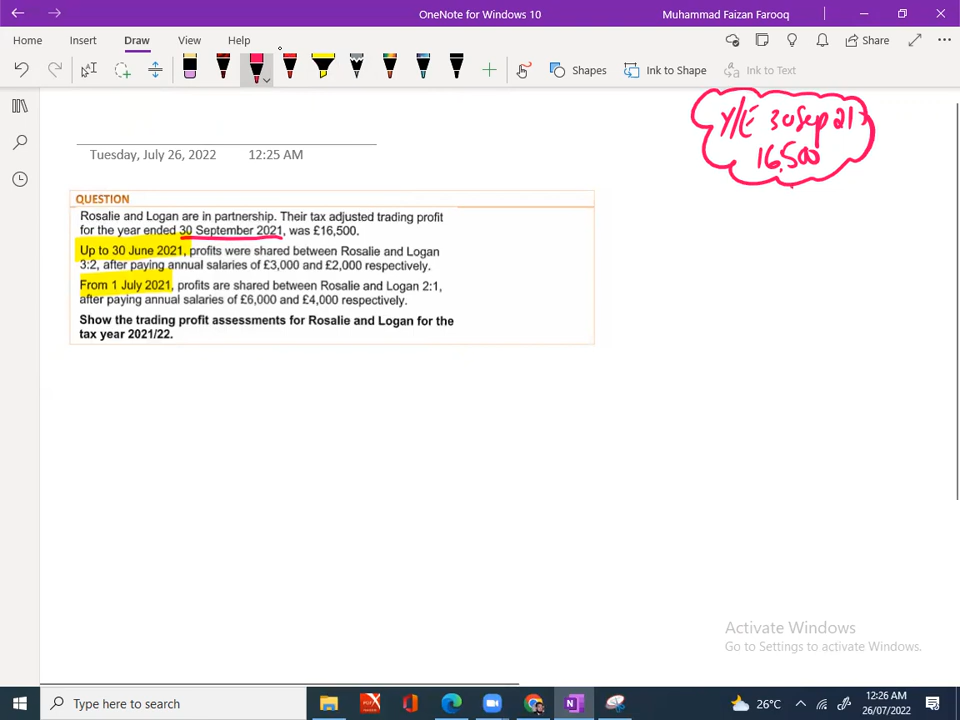 OneNote for Windows 10
Muhammad Faizan Farooq
Home Insert Draw View Help
Share
Shapes Ink to Shape Ink to Text
Y/E 30 Sep 21
16,500
Tuesday, July 26, 2022 12:25 AM
QUESTION
Rosalie and Logan are in partnership. Their tax adjusted trading profit
for the year ended 30 September 2021, was £16,500.
Up to 30 June 2021, profits were shared between Rosalie and Logan
3:2, after paying annual salaries of £3,000 and £2,000 respectively.
From 1 July 2021, profits are shared between Rosalie and Logan 2:1,
after paying annual salaries of £6,000 and £4,000 respectively.
Show the trading profit assessments for Rosalie and Logan for the
tax year 2021/22.
Activate Windows
Go to Settings to activate Windows.
Type here to search
26°C
12:26 AM
26/07/2022